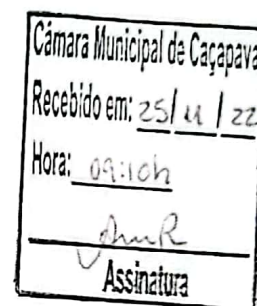 Câmara Municipal de Caçapava
Recebido em: 25/11/22
Hora: 09:10h
Assinatura